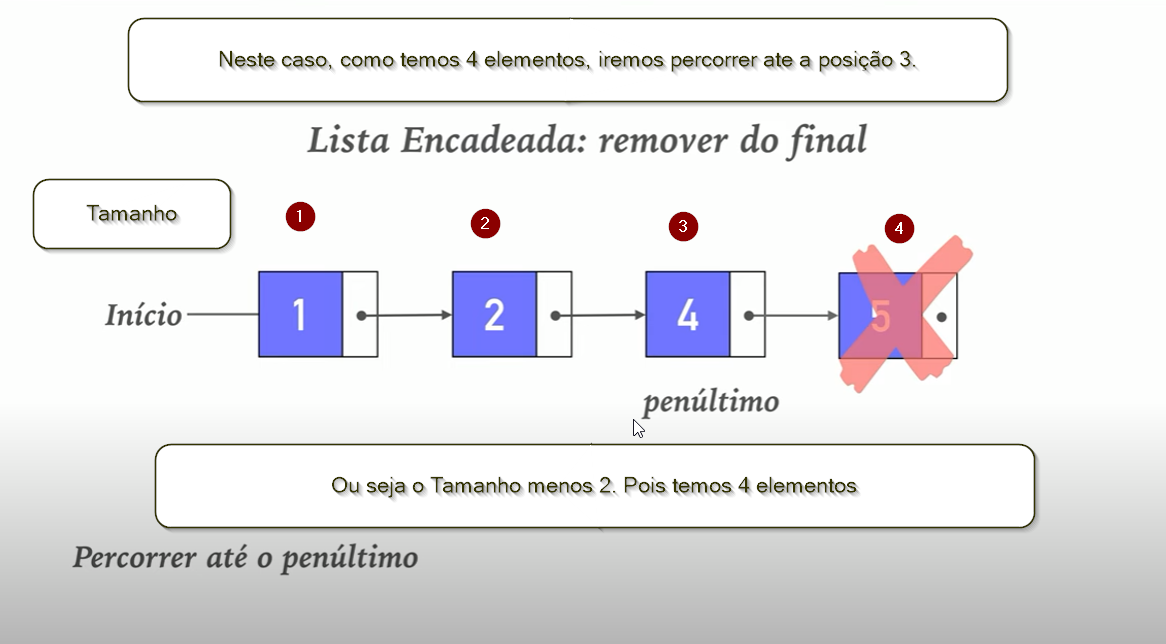 Neste caso, como temos 4 elementos, iremos percorrer ate a posição 3.
Lista Encadeada: remover do final
Tamanho
1
2
3
4
Início
1
2
4
5
penúltimo
Ou seja o Tamanho menos 2. Pois temos 4 elementos
Percorrer até o penúltimo